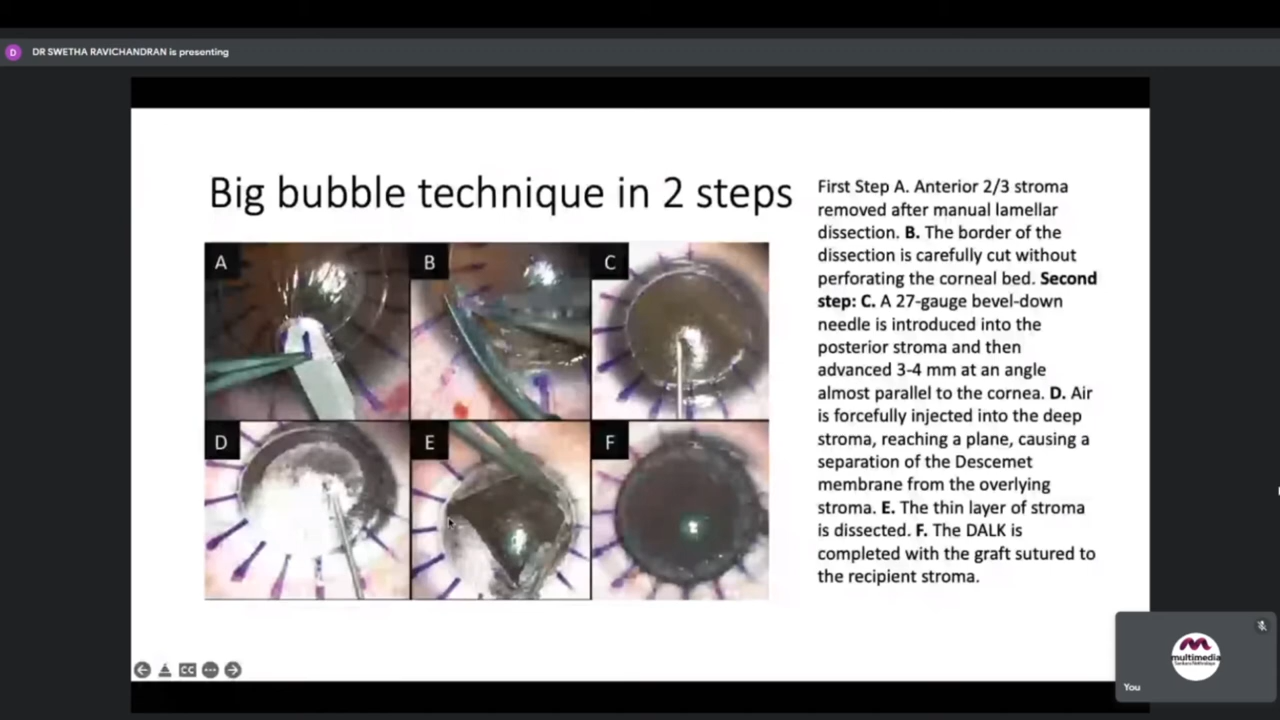 D
DR SWETHA RAVICHANDRAN is presenting
Big bubble technique in 2 steps
A
B
C
D
E
F
First Step A. Anterior 2/3 stroma
removed after manual lamellar
dissection. B. The border of the
dissection is carefully cut without
perforating the corneal bed. Second
step: C. A 27-gauge bevel-down
needle is introduced into the
posterior stroma and then
advanced 3-4 mm at an angle
almost parallel to the cornea. D. Air
is forcefully injected into the deep
stroma, reaching a plane, causing a
separation of the Descemet
membrane from the overlying
stroma. E. The thin layer of stroma
is dissected. F. The DALK is
completed with the graft sutured to
the recipient stroma.
CC
multimedia
Sankara Nethralaya
You